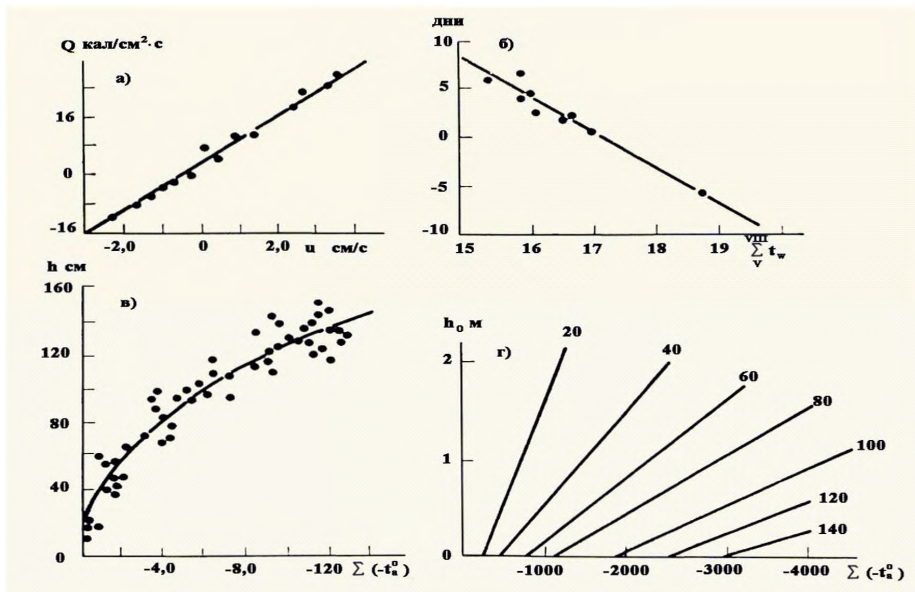 Q кал/см²·с
а)
16
0
-16
-2,0 0 2,0 u см/с
дни
б)
10
5
0
-5
-10
15 16 17 18 19 VIII Σ V t_w
h см
в)
160
120
80
40
0
-4,0 -8,0 -120 Σ (-t°ₐ)
h₀ м
г)
2
1
0
20
40
60
80
100
120
140
-1000 -2000 -3000 -4000 Σ (-t°ₐ)